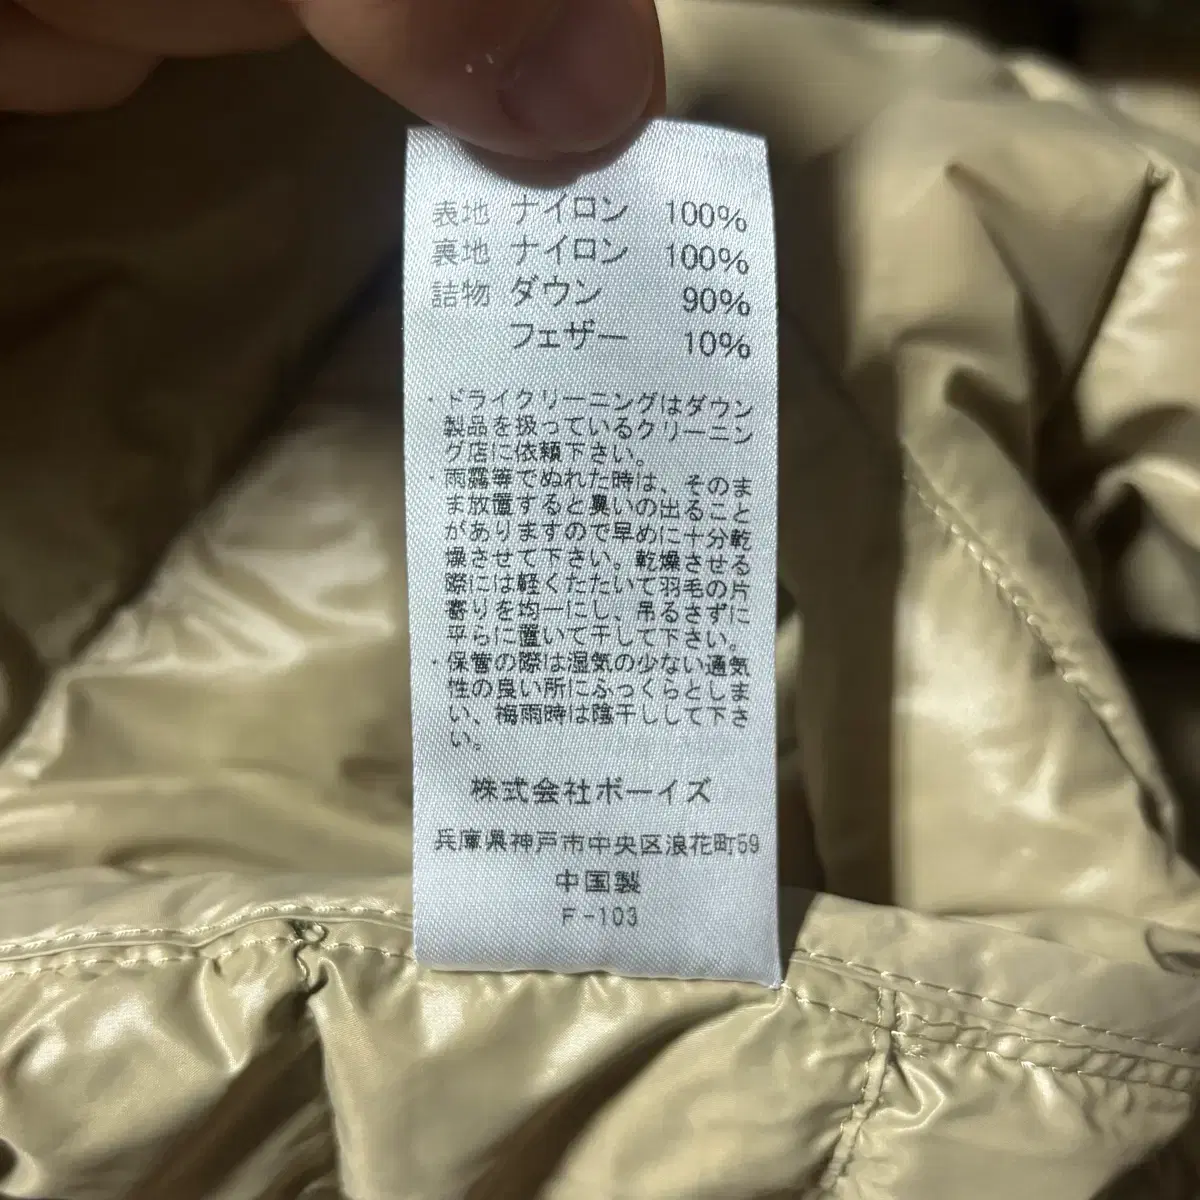 表地 ナイロン 100%
裏地 ナイロン 100%
詰物 ダウン 90%
フェザー 10%
・ドライクリーニングはダウン
製品を扱っているクリーニン
グ店に依頼下さい。
・雨露等でぬれた時は、そのま
ま放置すると臭いの出ること
がありますので早めに十分乾
燥させて下さい。乾燥させる
際には軽くたたいて羽毛の片
寄りを均一にし、吊るさずに
平らに置いて干して下さい。
・保管の際は湿気の少ない通気
性の良い所にふっくらとしま
い、梅雨時は陰干しして下さ
い。
株式会社ボーイズ
兵庫県神戸市中央区浪花町59
中国製
F-103